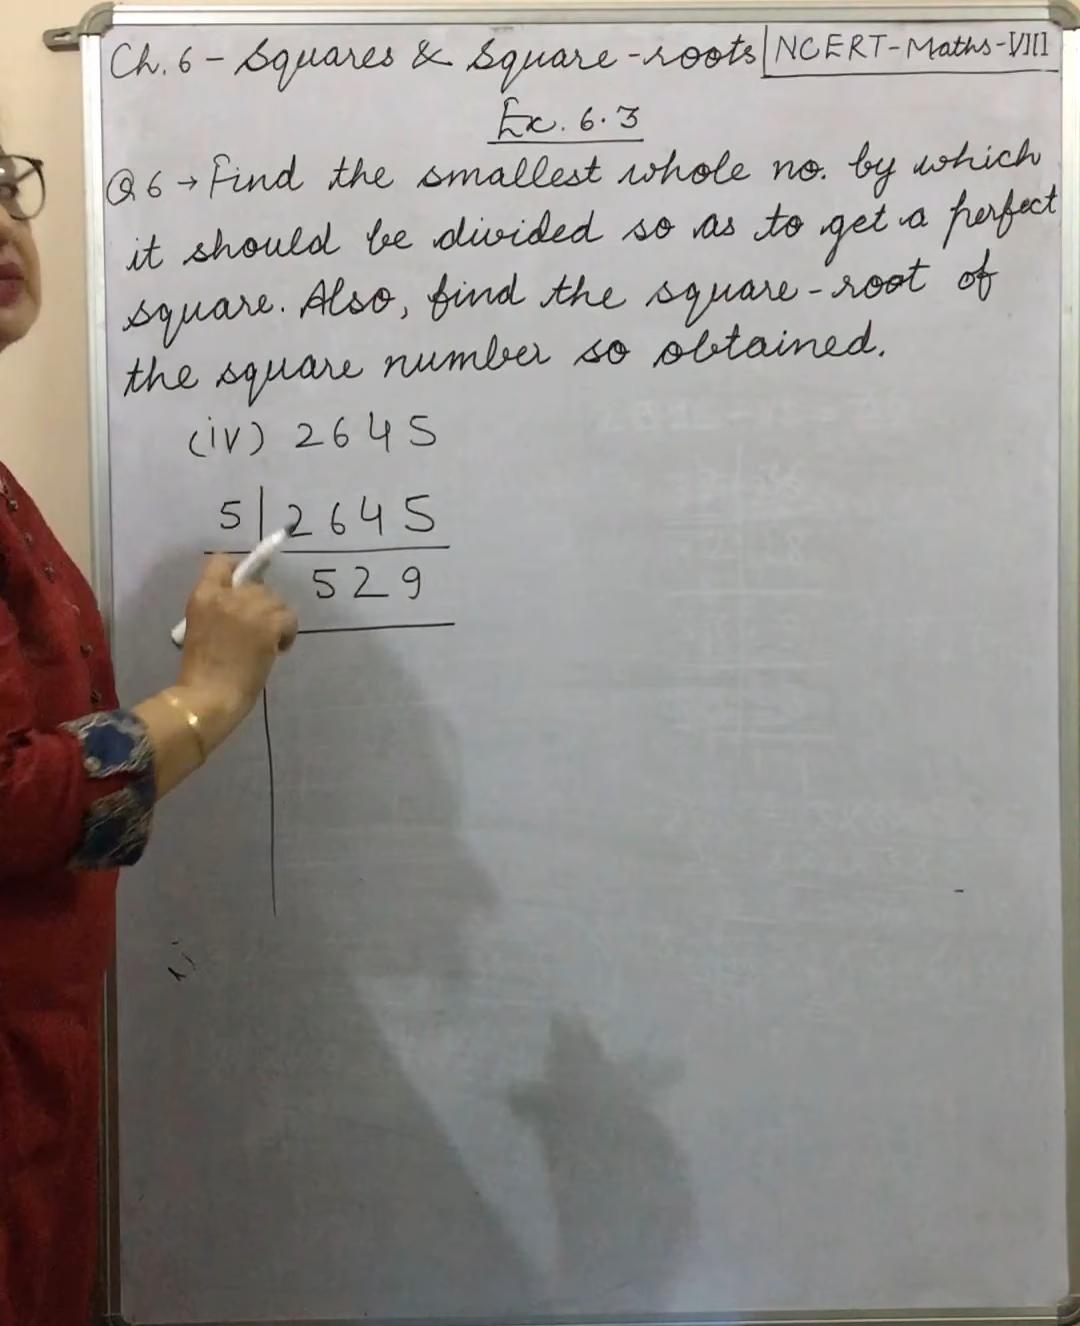 Ch. 6 - Squares & Square-roots | NCERT-Maths-VIII
Ex. 6.3
Q6 → Find the smallest whole no. by which
it should be divided so as to get a perfect
square. Also, find the square-root of
the square number so obtained.
(iv) 2645
5 | 2645
529